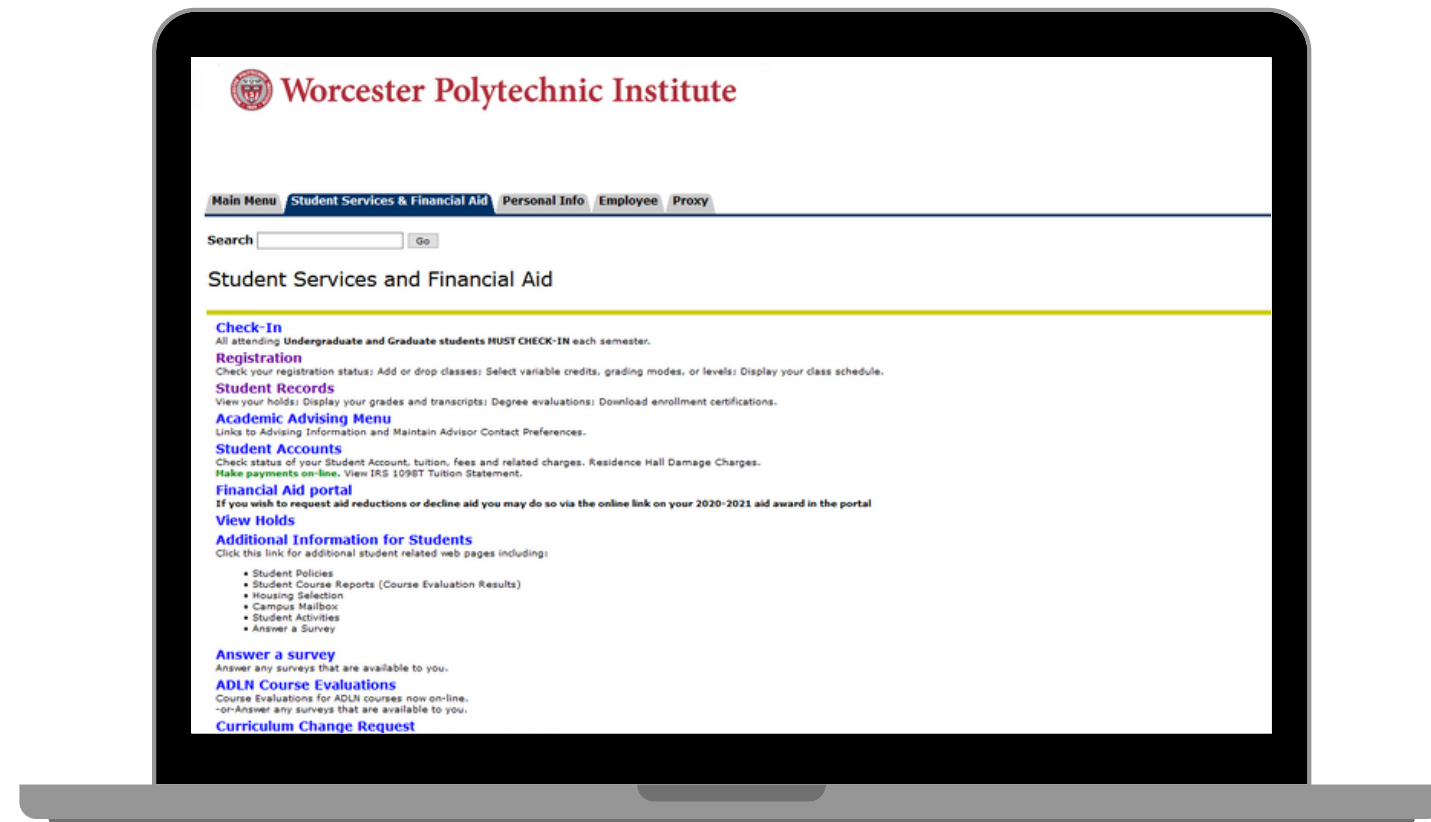 Worcester Polytechnic Institute
Main Menu Student Services & Financial Aid Personal Info Employee Proxy
Search Go
Student Services and Financial Aid
Check-In
All attending Undergraduate and Graduate students MUST CHECK-IN each semester.
Registration
Check your registration status; Add or drop classes; Select variable credits, grading modes, or levels; Display your class schedule.
Student Records
View your holds; Display your grades and transcripts; Degree evaluations; Download enrollment certifications.
Academic Advising Menu
Links to Advising Information and Maintain Advisor Contact Preferences.
Student Accounts
Check status of your Student Account, tuition, fees and related charges. Residence Hall Damage Charges.
Make payments on-line. View IRS 1098T Tuition Statement.
Financial Aid portal
If you wish to request aid reductions or decline aid you may do so via the online link on your 2020-2021 aid award in the portal
View Holds
Additional Information for Students
Click this link for additional student related web pages including:
• Student Policies
• Student Course Reports (Course Evaluation Results)
• Housing Selection
• Campus Mailbox
• Student Activities
• Answer a Survey
Answer a survey
Answer any surveys that are available to you.
ADLN Course Evaluations
Course Evaluations for ADLN courses now on-line.
-or-Answer any surveys that are available to you.
Curriculum Change Request